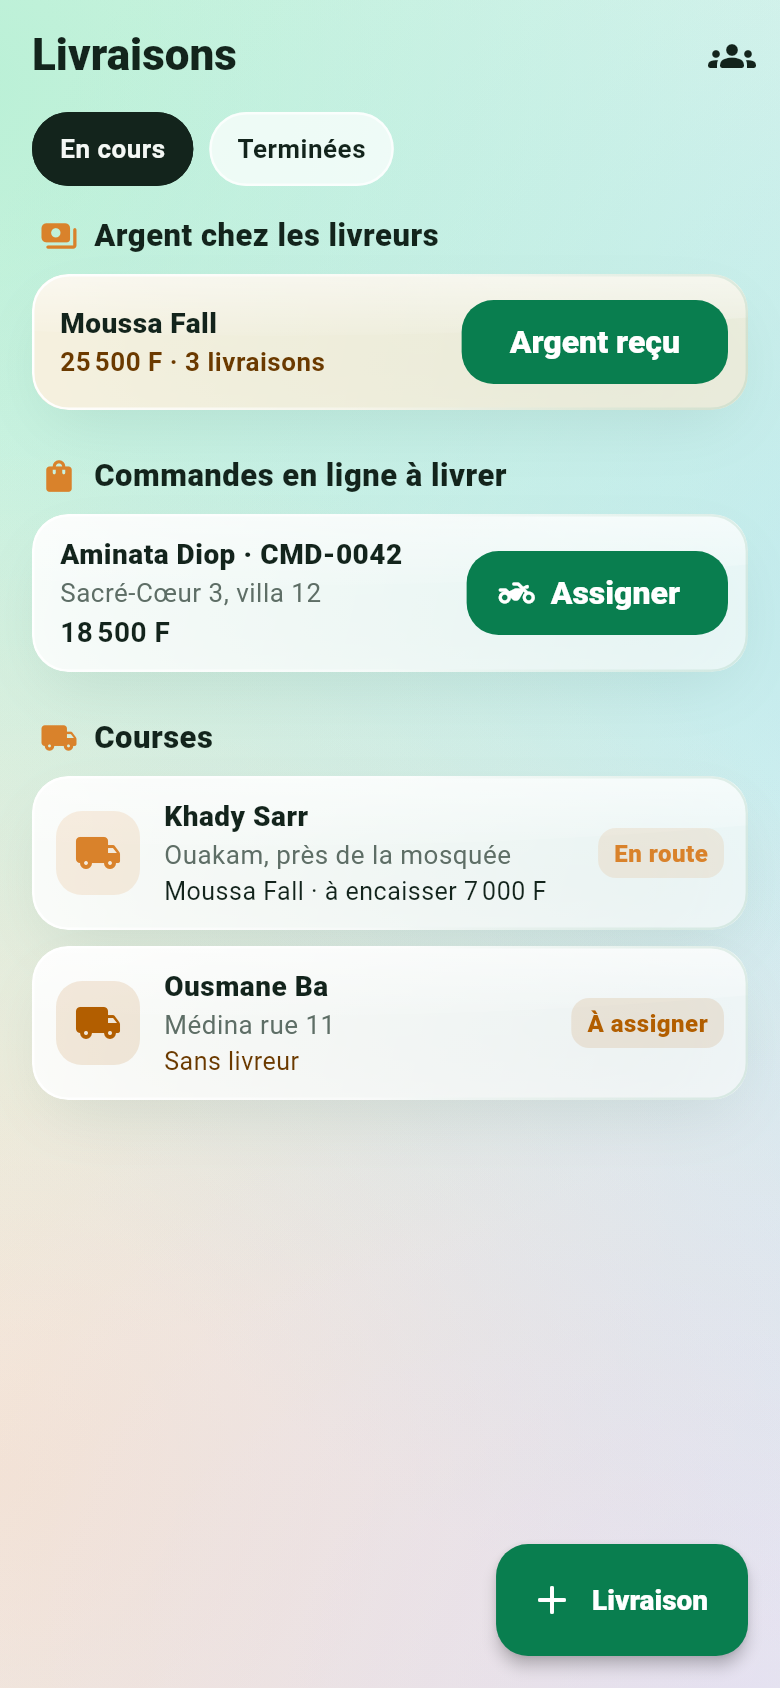 Livraisons
En cours
Terminées
Argent chez les livreurs
Moussa Fall
25 500 F · 3 livraisons
Argent reçu
Commandes en ligne à livrer
Aminata Diop · CMD-0042
Sacré-Cœur 3, villa 12
18 500 F
Assigner
Courses
Khady Sarr
Ouakam, près de la mosquée
Moussa Fall · à encaisser 7 000 F
En route
Ousmane Ba
Médina rue 11
Sans livreur
À assigner
Livraison